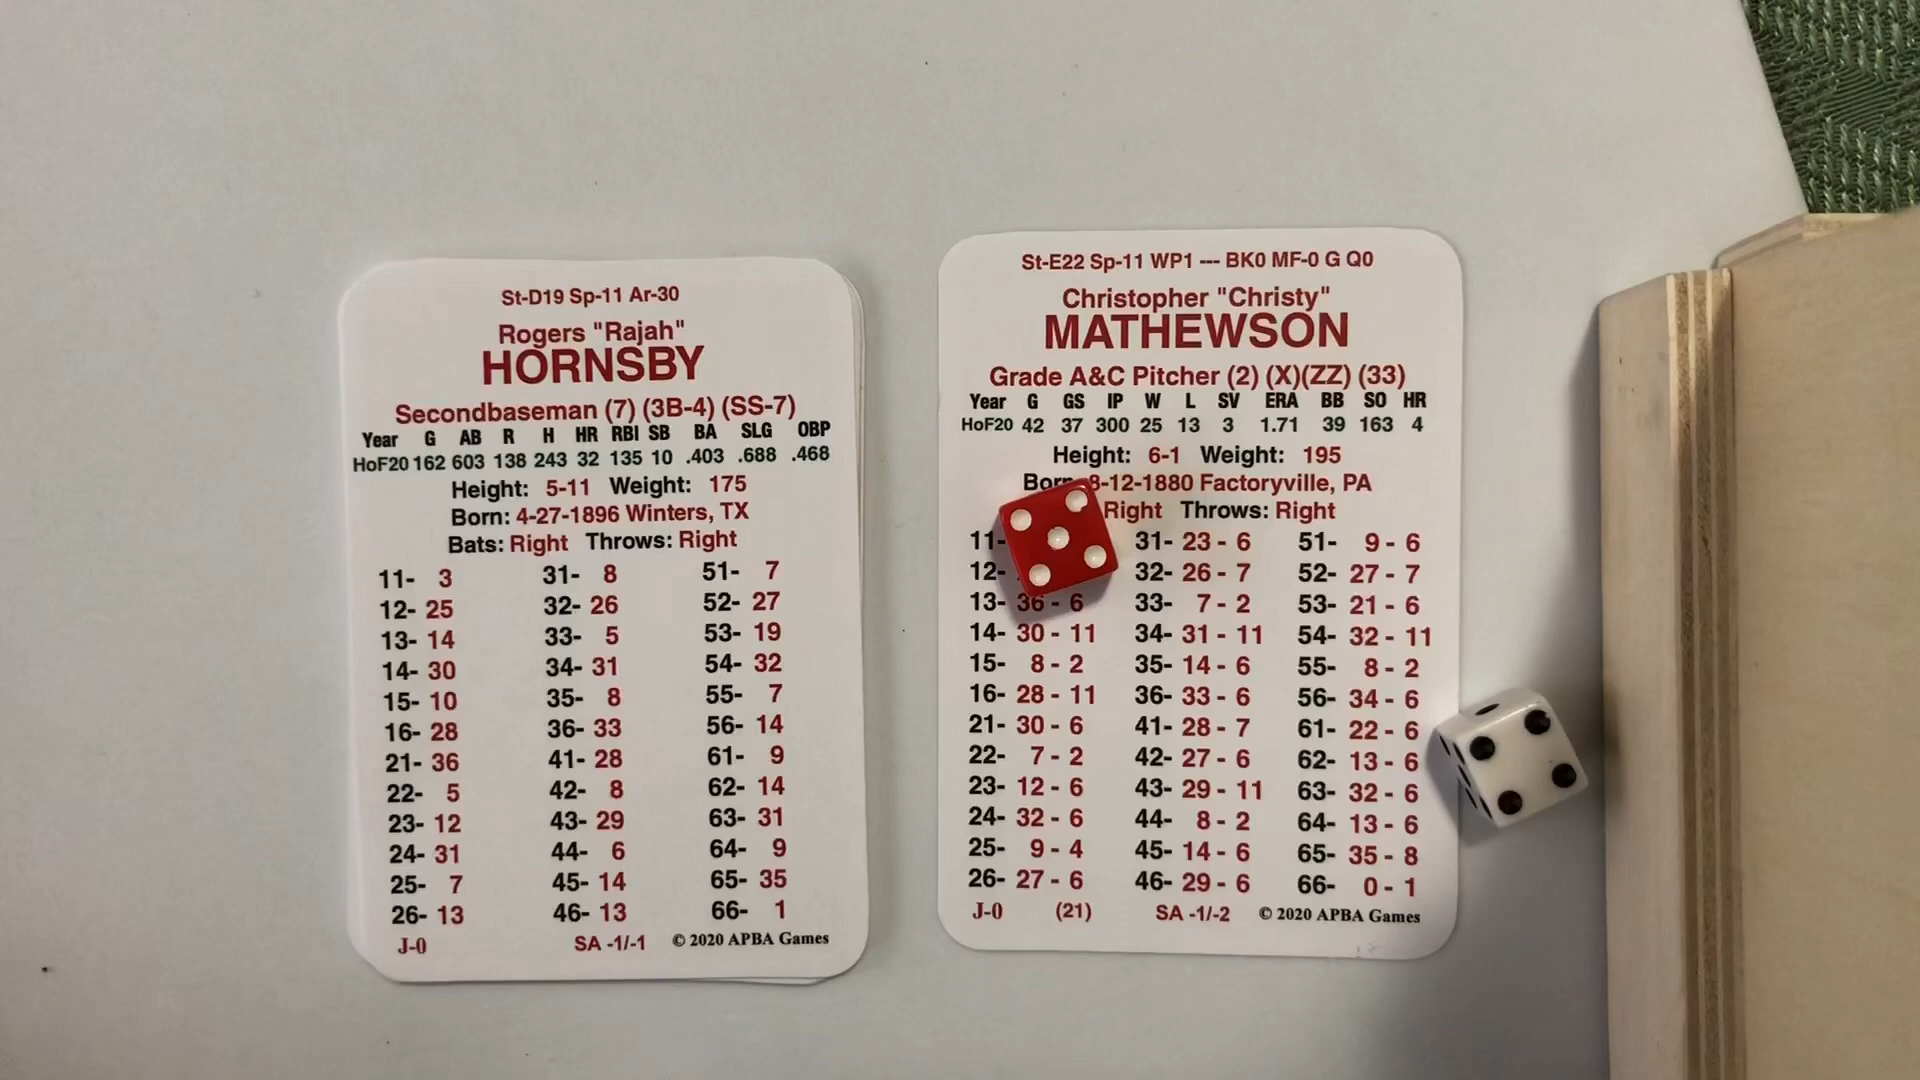 St-D19 Sp-11 Ar-30
Rogers "Rajah"
HORNSBY
Secondbaseman (7) (3B-4) (SS-7)
Year G AB R H HR RBI SB BA SLG OBP
HoF20 162 603 138 243 32 135 10 .403 .688 .468
Height: 5-11 Weight: 175
Born: 4-27-1896 Winters, TX
Bats: Right Throws: Right
11- 3 31- 8 51- 7
12- 25 32- 26 52- 27
13- 14 33- 5 53- 19
14- 30 34- 31 54- 32
15- 10 35- 8 55- 7
16- 28 36- 33 56- 14
21- 36 41- 28 61- 9
22- 5 42- 8 62- 14
23- 12 43- 29 63- 31
24- 31 44- 6 64- 9
25- 7 45- 14 65- 35
26- 13 46- 13 66- 1
J-0 SA -1/-1 © 2020 APBA Games
St-E22 Sp-11 WP1 --- BK0 MF-0 G Q0
Christopher "Christy"
MATHEWSON
Grade A&C Pitcher (2) (X)(ZZ) (33)
Year G GS IP W L SV ERA BB SO HR
HoF20 42 37 300 25 13 3 1.71 39 163 4
Height: 6-1 Weight: 195
Born 8-12-1880 Factoryville, PA
Right Throws: Right
11- 31- 23 - 6 51- 9 - 6
12- 32- 26 - 7 52- 27 - 7
13- 36 - 6 33- 7 - 2 53- 21 - 6
14- 30 - 11 34- 31 - 11 54- 32 - 11
15- 8 - 2 35- 14 - 6 55- 8 - 2
16- 28 - 11 36- 33 - 6 56- 34 - 6
21- 30 - 6 41- 28 - 7 61- 22 - 6
22- 7 - 2 42- 27 - 6 62- 13 - 6
23- 12 - 6 43- 29 - 11 63- 32 - 6
24- 32 - 6 44- 8 - 2 64- 13 - 6
25- 9 - 4 45- 14 - 6 65- 35 - 8
26- 27 - 6 46- 29 - 6 66- 0 - 1
J-0 (21) SA -1/-2 © 2020 APBA Games